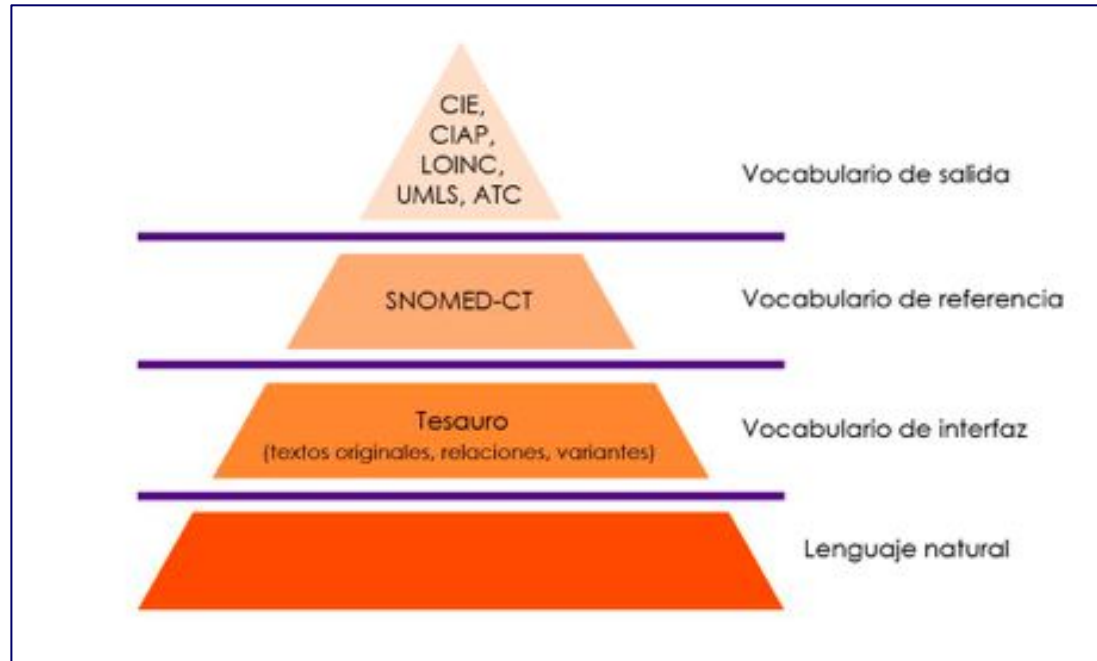 CIE,
CIAP,
LOINC,
UMLS, ATC
Vocabulario de salida
SNOMED-CT
Vocabulario de referencia
Tesauro
(textos originales, relaciones, variantes)
Vocabulario de interfaz
Lenguaje natural